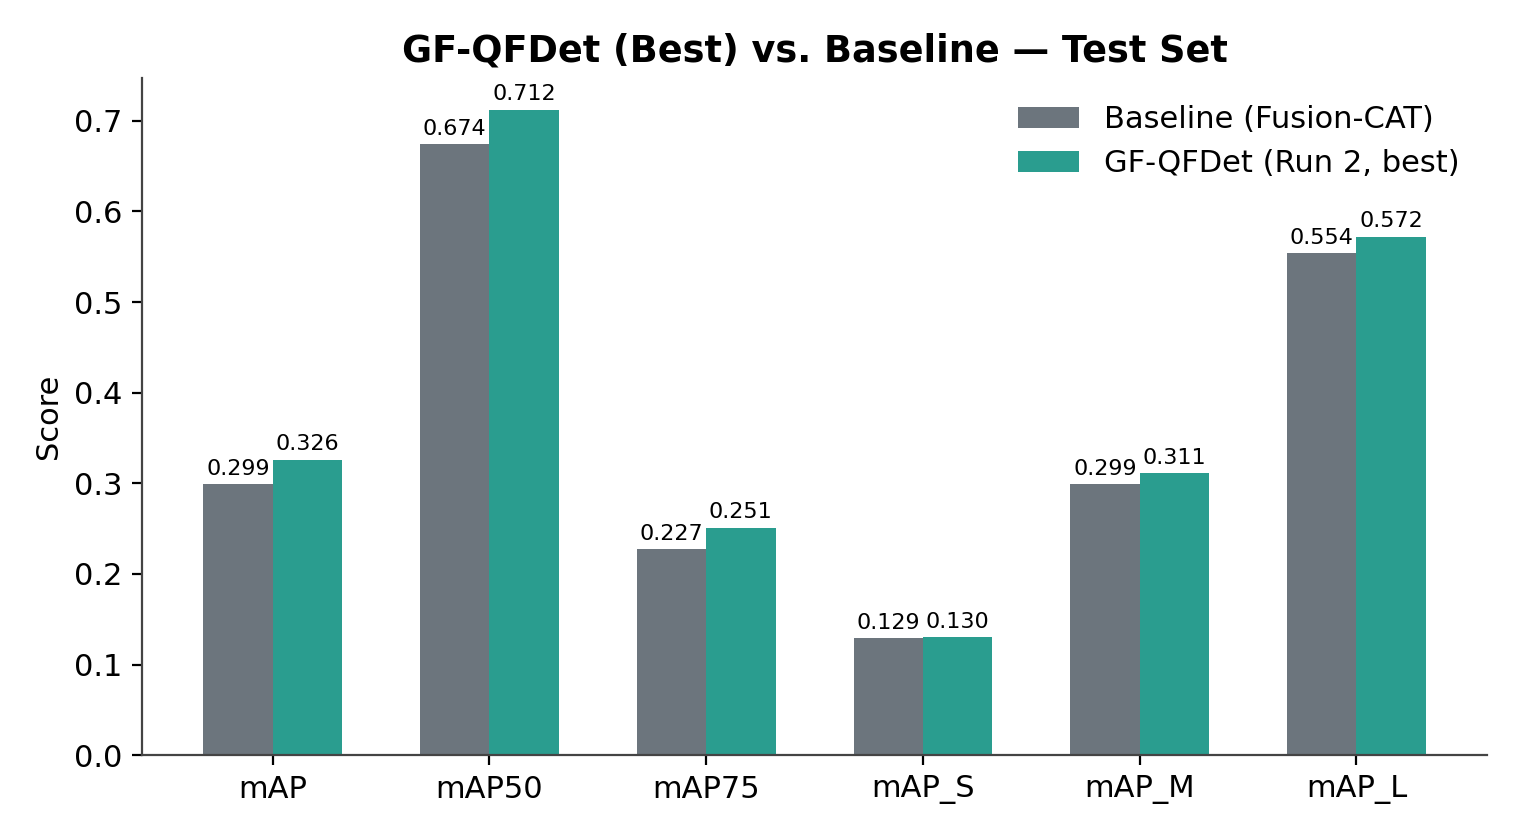 GF-QFDet (Best) vs. Baseline — Test Set
Baseline (Fusion-CAT)
GF-QFDet (Run 2, best)
Score
0.7
0.6
0.5
0.4
0.3
0.2
0.1
0.0
0.299
0.326
0.674
0.712
0.227
0.251
0.129
0.130
0.299
0.311
0.554
0.572
mAP
mAP50
mAP75
mAP_S
mAP_M
mAP_L